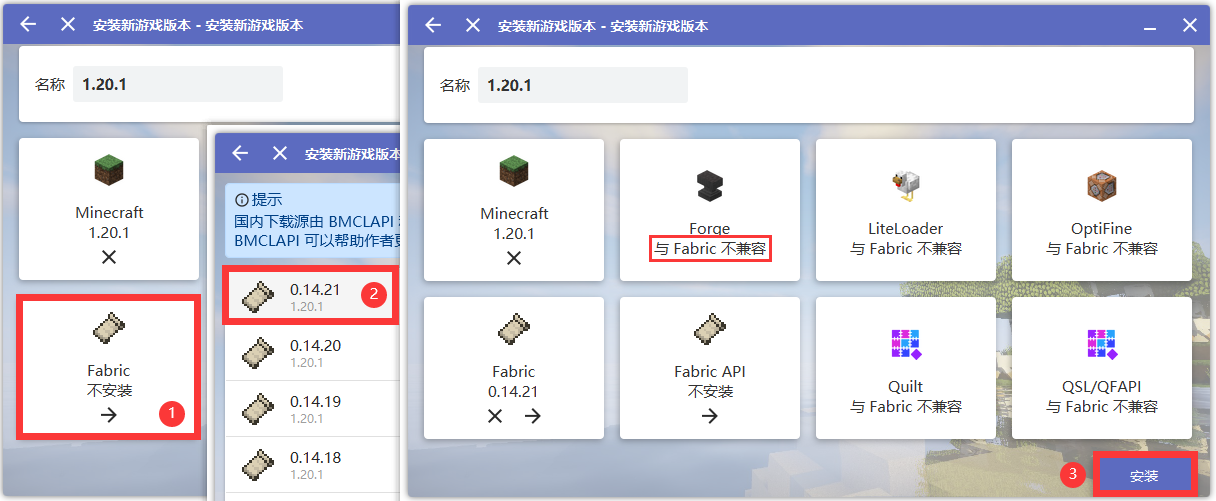 安装新游戏版本 - 安装新游戏版本
名称 1.20.1
Minecraft
1.20.1
Fabric
不安装
1
安装新游戏版本
提示
国内下载源由 BMCLAPI
BMCLAPI 可以帮助作者
0.14.21
1.20.1
2
0.14.20
1.20.1
0.14.19
1.20.1
0.14.18
1.20.1
安装新游戏版本 - 安装新游戏版本
名称 1.20.1
Minecraft
1.20.1
Forge
与 Fabric 不兼容
LiteLoader
与 Fabric 不兼容
OptiFine
与 Fabric 不兼容
Fabric
0.14.21
Fabric API
不安装
Quilt
与 Fabric 不兼容
QSL/QFAPI
与 Fabric 不兼容
3
安装